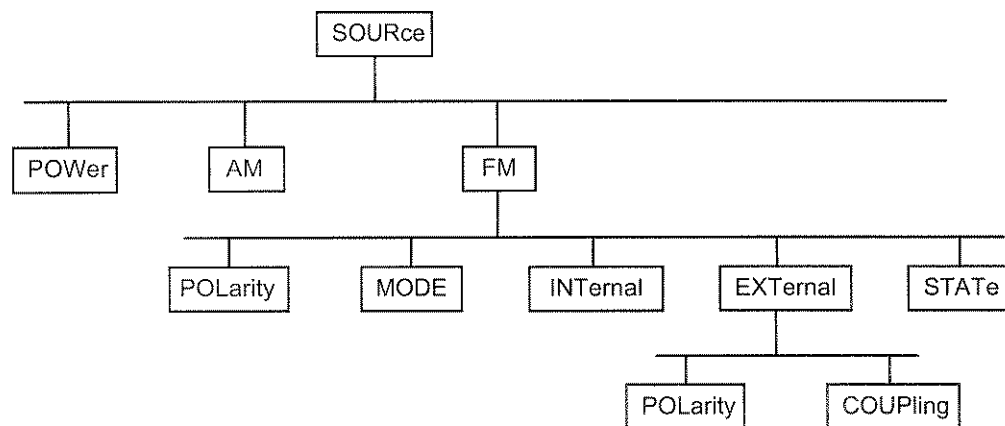 SOURce
POWer
AM
FM
POLarity
MODE
INTernal
EXTernal
STATe
POLarity
COUPling